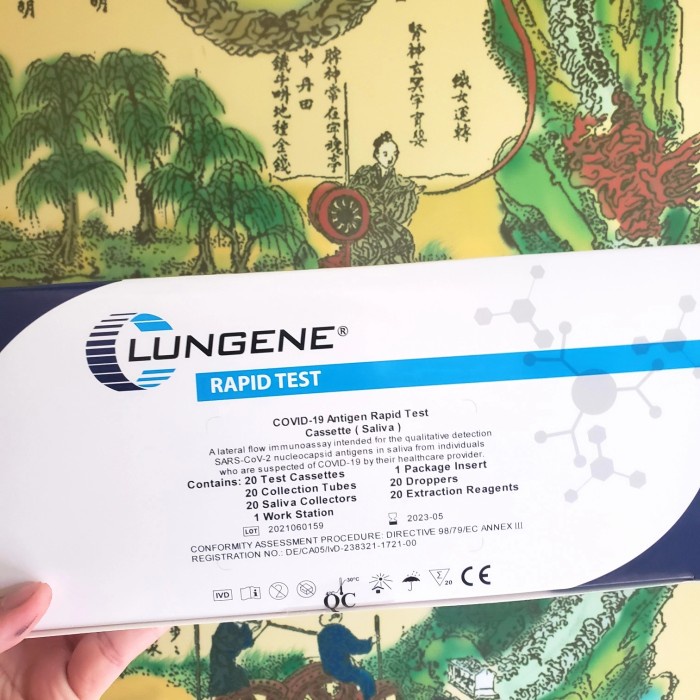 明
明
中丹田
肺神常在守魂亭
鐵牛畊地種金錢
腎神玄冥字育嬰
織女運轉
LUNGENE®
RAPID TEST
COVID-19 Antigen Rapid Test
Cassette ( Saliva )
A lateral flow immunoassay intended for the qualitative detection
SARS-CoV-2 nucleocapsid antigens in saliva from individuals
who are suspected of COVID-19 by their healthcare provider.
Contains: 20 Test Cassettes 1 Package Insert
20 Collection Tubes 20 Droppers
20 Saliva Collectors 20 Extraction Reagents
1 Work Station
LOT 2021060159 2023-05
CONFORMITY ASSESSMENT PROCEDURE: DIRECTIVE 98/79/EC ANNEX III
REGISTRATION NO.: DE/CA05/IvD-238321-1721-00
IVD 30°C Σ 20 CE
QC